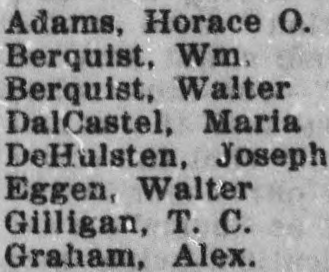 Adams, Horace O.
Berquist, Wm.
Berquist, Walter
DalCastel, Maria
DeHulsten, Joseph
Eggen, Walter
Gilligan, T. C.
Graham, Alex.